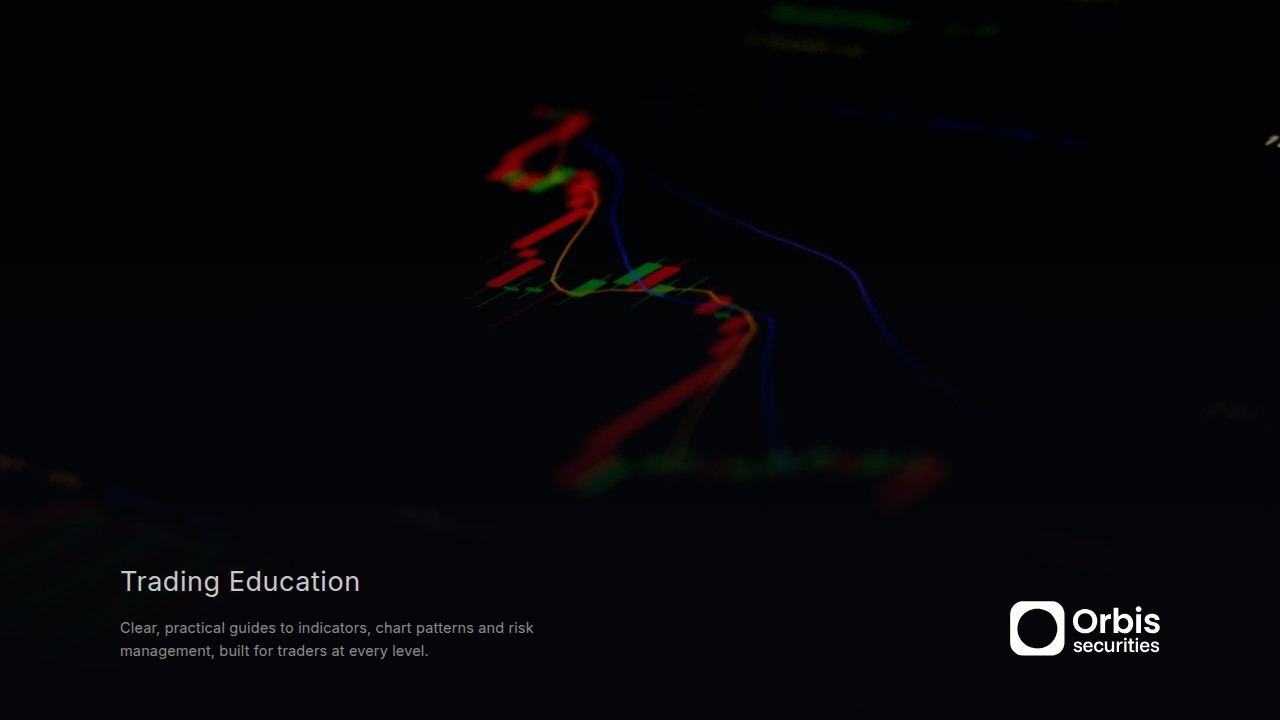 Trading Education
Clear, practical guides to indicators, chart patterns and risk
management, built for traders at every level.
Orbis
securities